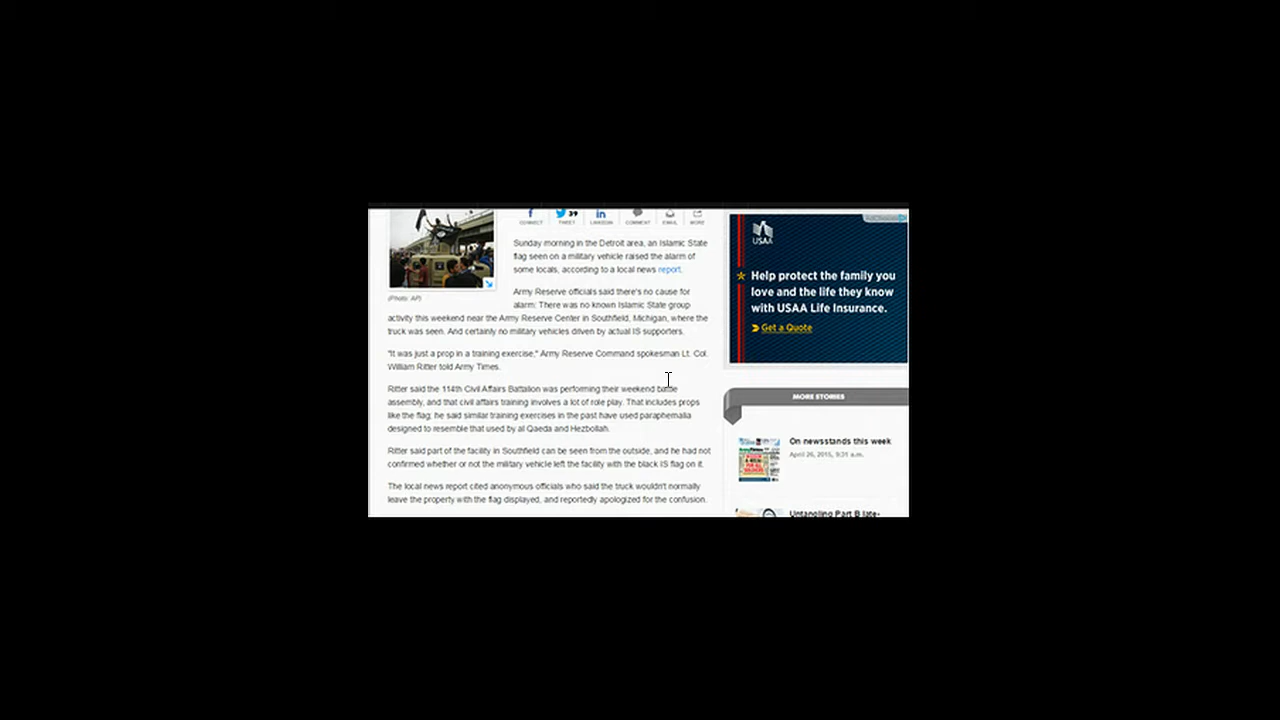 CONNECT
39
TWEET
LINKEDIN
COMMENT
EMAIL
MORE
(Photo: AP)
Sunday morning in the Detroit area, an Islamic State
flag seen on a military vehicle raised the alarm of
some locals, according to a local news report.
Army Reserve officials said there's no cause for
alarm: There was no known Islamic State group
activity this weekend near the Army Reserve Center in Southfield, Michigan, where the
truck was seen. And certainly no military vehicles driven by actual IS supporters.
"It was just a prop in a training exercise," Army Reserve Command spokesman Lt. Col.
William Ritter told Army Times.
Ritter said the 114th Civil Affairs Battalion was performing their weekend battle
assembly, and that civil affairs training involves a lot of role play. That includes props
like the flag; he said similar training exercises in the past have used paraphernalia
designed to resemble that used by al Qaeda and Hezbollah.
Ritter said part of the facility in Southfield can be seen from the outside, and he had not
confirmed whether or not the military vehicle left the facility with the black IS flag on it.
The local news report cited anonymous officials who said the truck wouldn't normally
leave the property with the flag displayed, and reportedly apologized for the confusion.
USAA
Help protect the family you
love and the life they know
with USAA Life Insurance.
Get a Quote
MORE STORIES
On newsstands this week
April 26, 2015, 9:31 a.m.
Untangling Part B late-